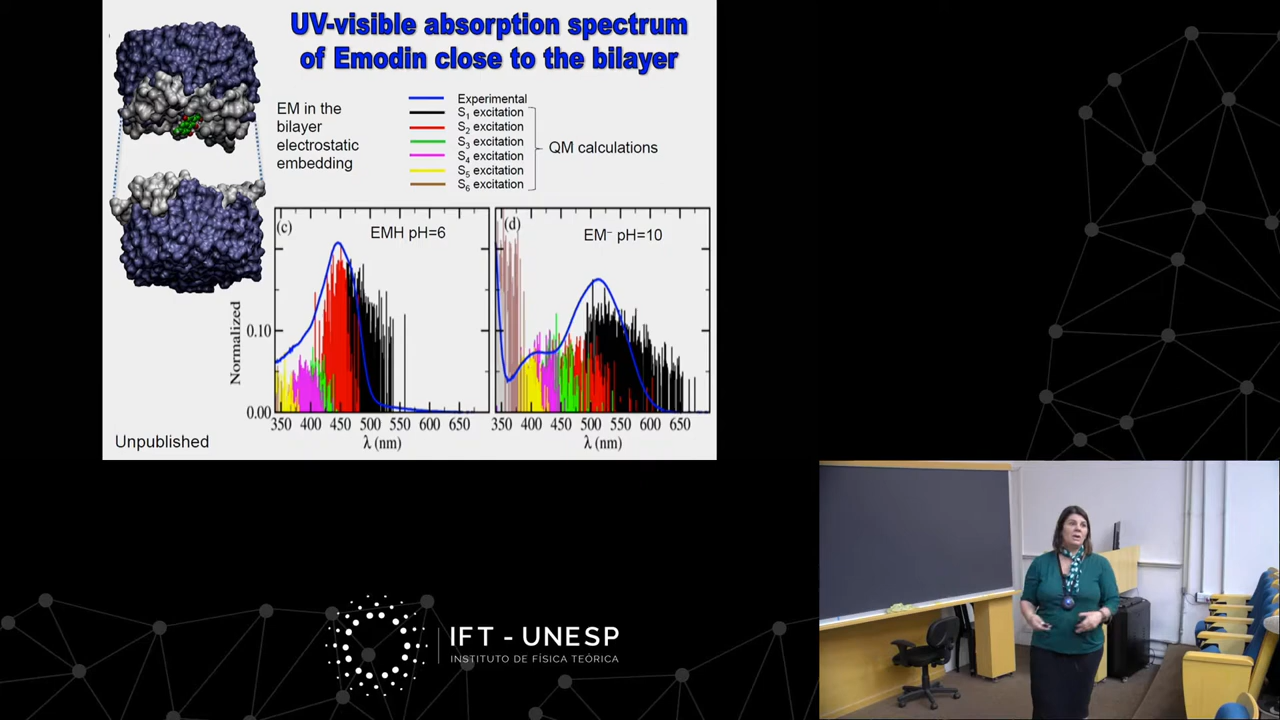 UV-visible absorption spectrum
of Emodin close to the bilayer
EM in the
bilayer
electrostatic
embedding
Experimental
S1 excitation
S2 excitation
S3 excitation
S4 excitation
S5 excitation
S6 excitation
QM calculations
(c)
EMH pH=6
(d)
EM⁻ pH=10
Normalized
0.10
0.00
350 400 450 500 550 600 650
λ (nm)
350 400 450 500 550 600 650
λ (nm)
Unpublished
IFT - UNESP
INSTITUTO DE FÍSICA TEÓRICA